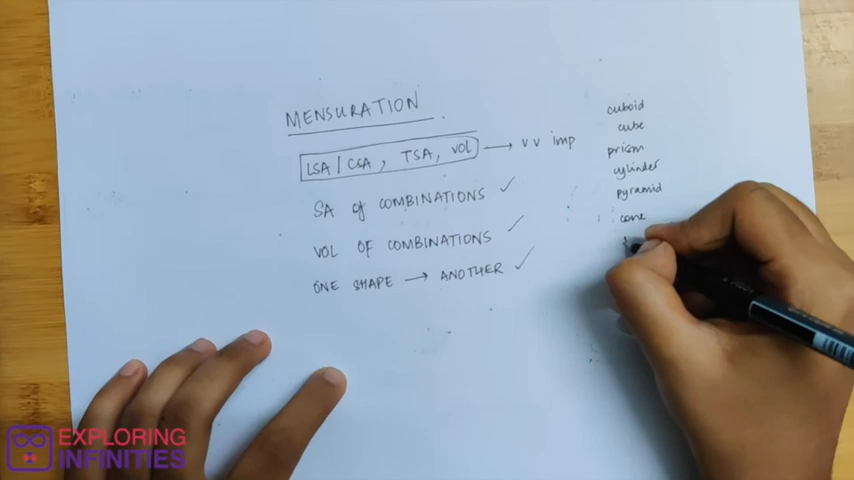 MENSURATION
LSA/CSA, TSA, VOL → v v imp
SA of COMBINATIONS ✓
VOL OF COMBINATIONS ✓
ONE SHAPE → ANOTHER ✓
cuboid
cube
prism
cylinder
pyramid
cone
EXPLORING
INFINITIES